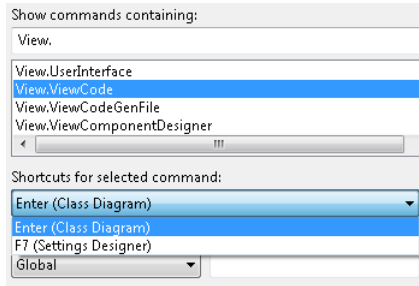 Show commands containing:
View.
View.UserInterface
View.ViewCode
View.ViewCodeGenFile
View.ViewComponentDesigner
Shortcuts for selected command:
Enter (Class Diagram)
Enter (Class Diagram)
F7 (Settings Designer)
Global